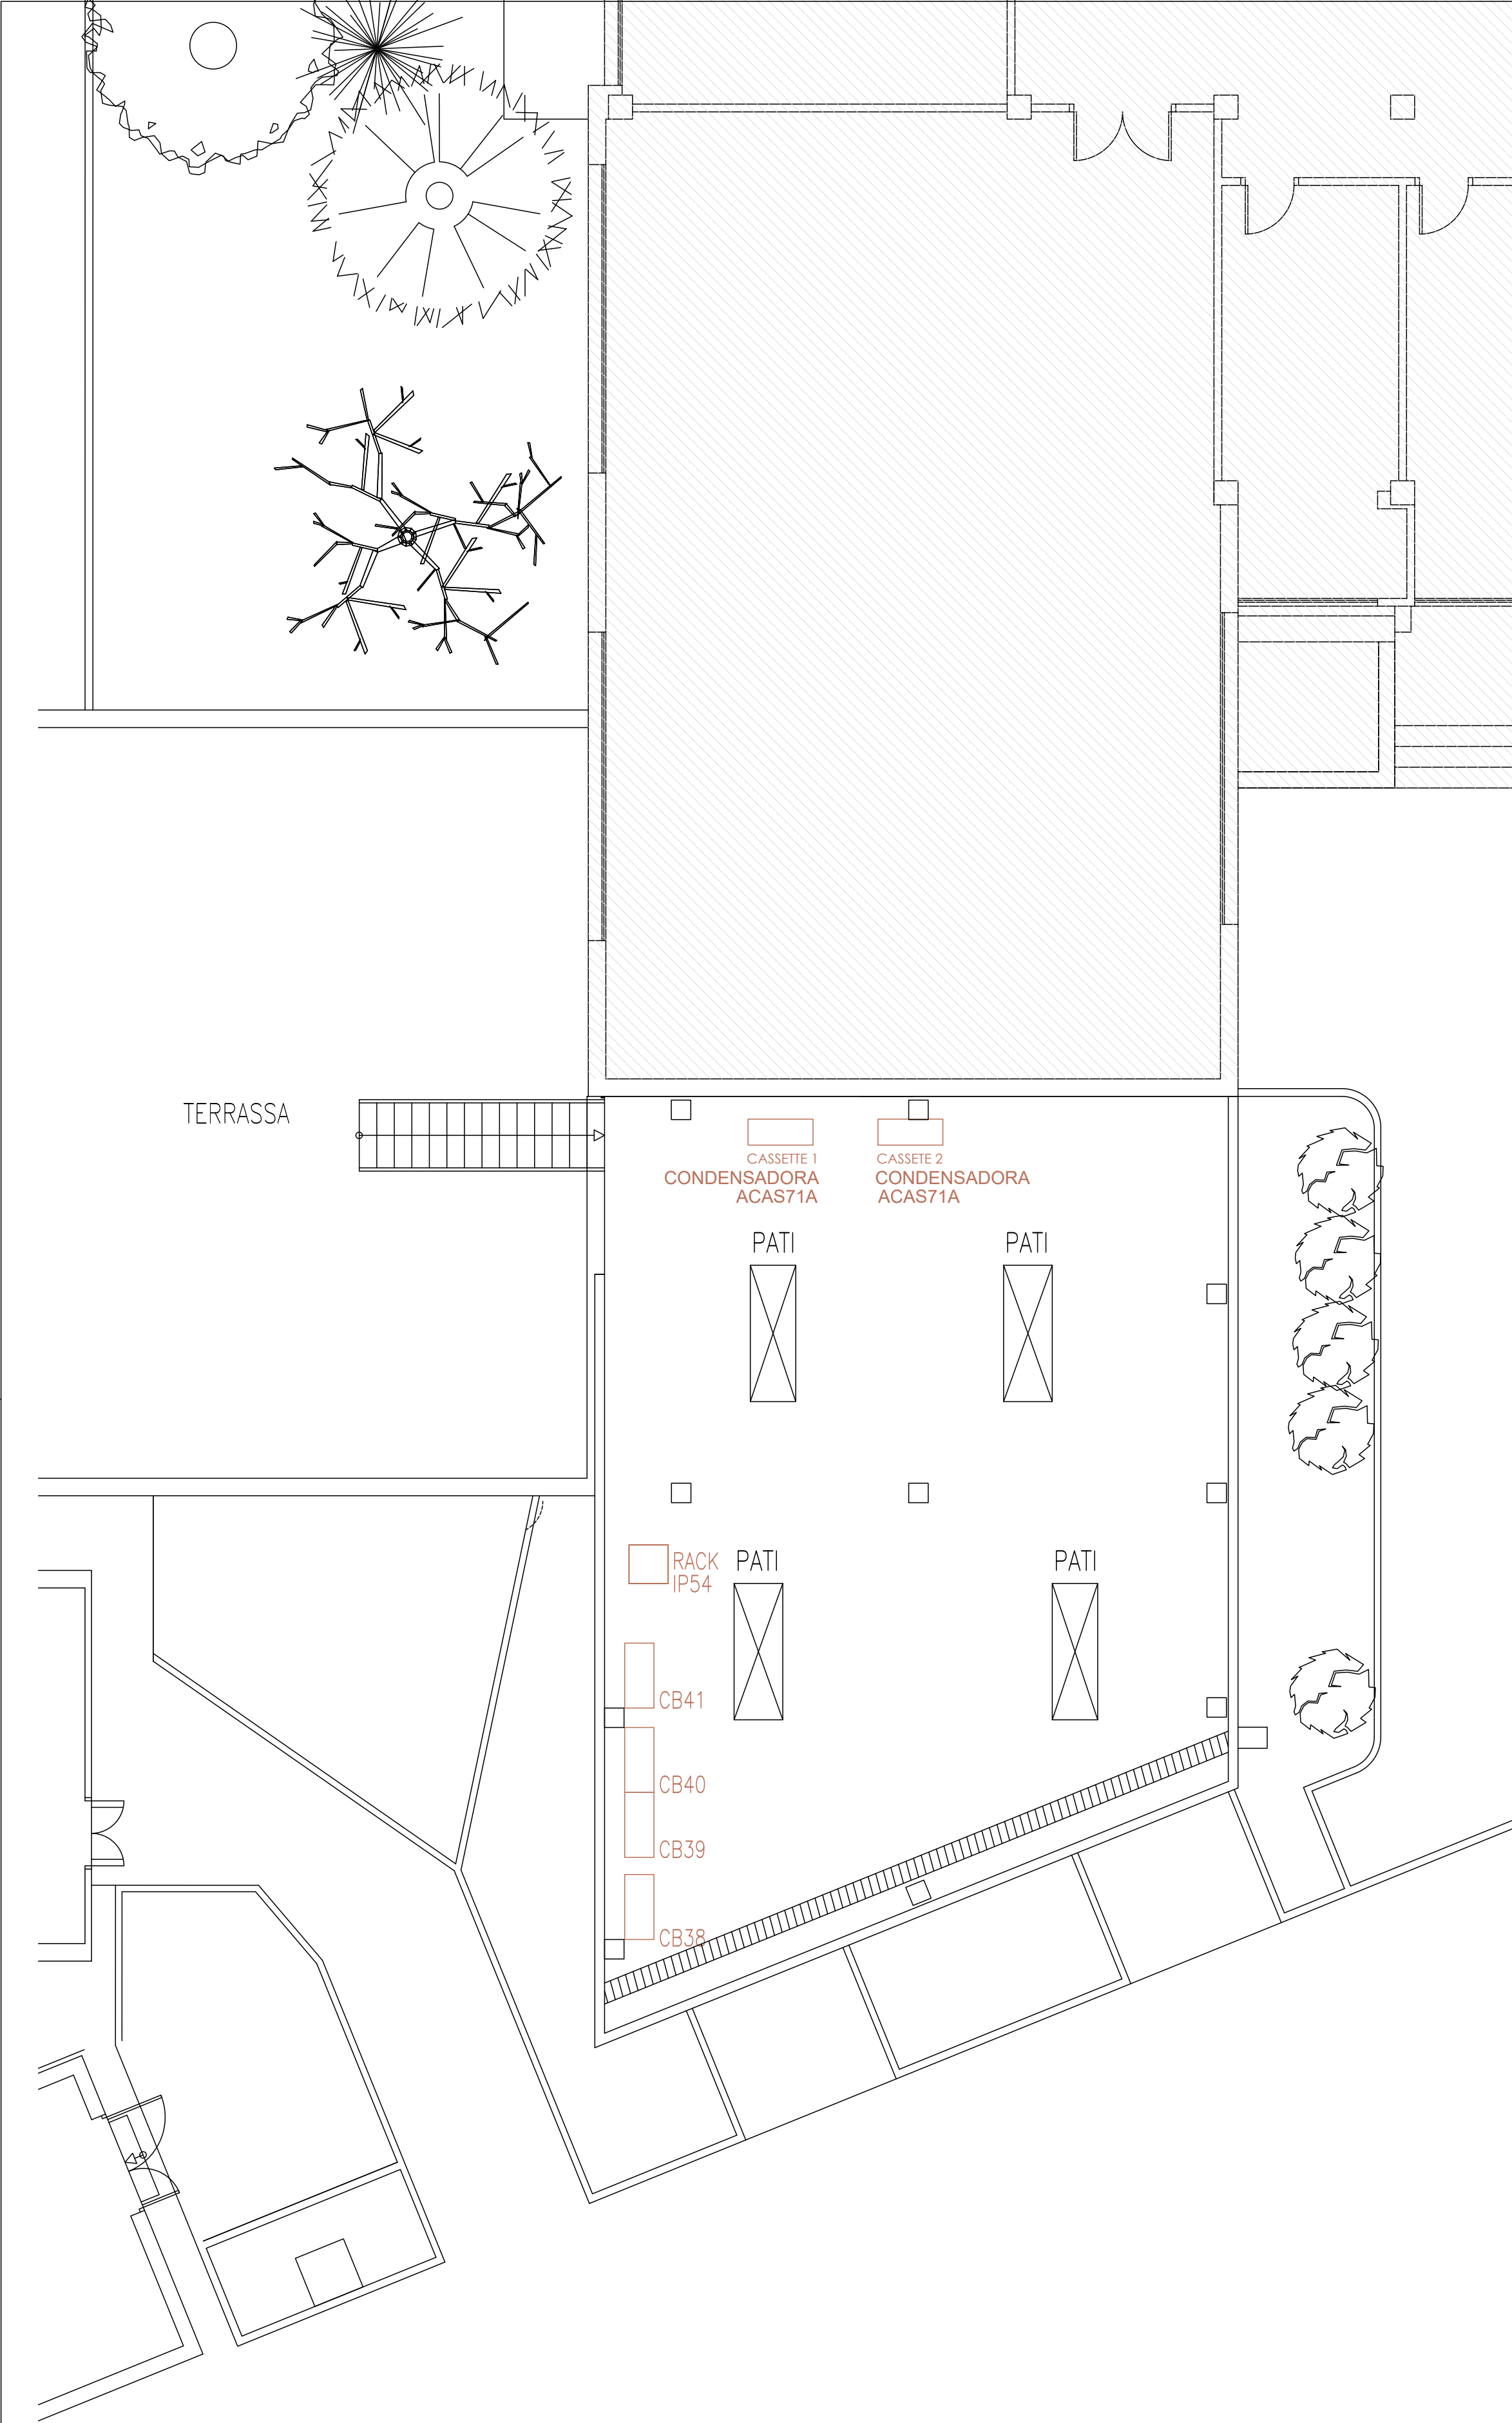 TERRASSA
CASSETTE 1
CONDENSADORA
ACAS71A
CASSETE 2
CONDENSADORA
ACAS71A
PATI
PATI
RACK
IP54
PATI
PATI
CB41
CB40
CB39
CB38